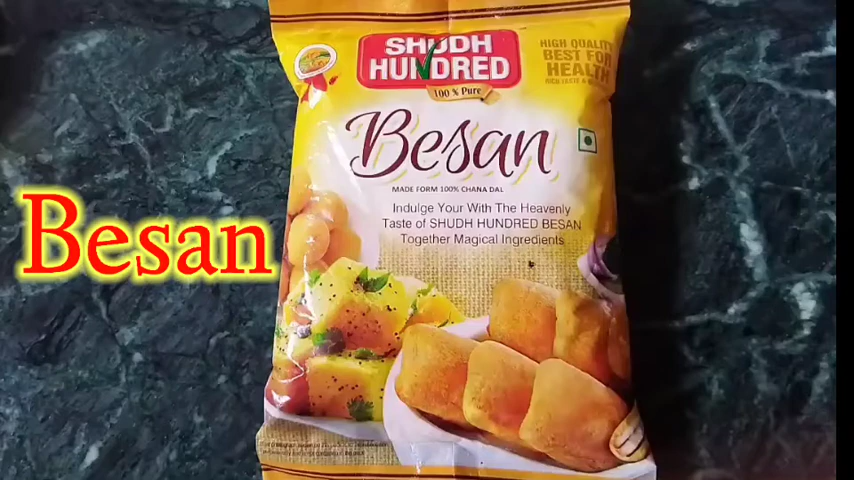 SHUDH
HUNDRED
100 % Pure
HIGH QUALITY
BEST FOR
HEALTH
Besan
MADE FORM 100% CHANA DAL
Indulge Your With The Heavenly
Taste of SHUDH HUNDRED BESAN
Together Magical Ingredients
Besan